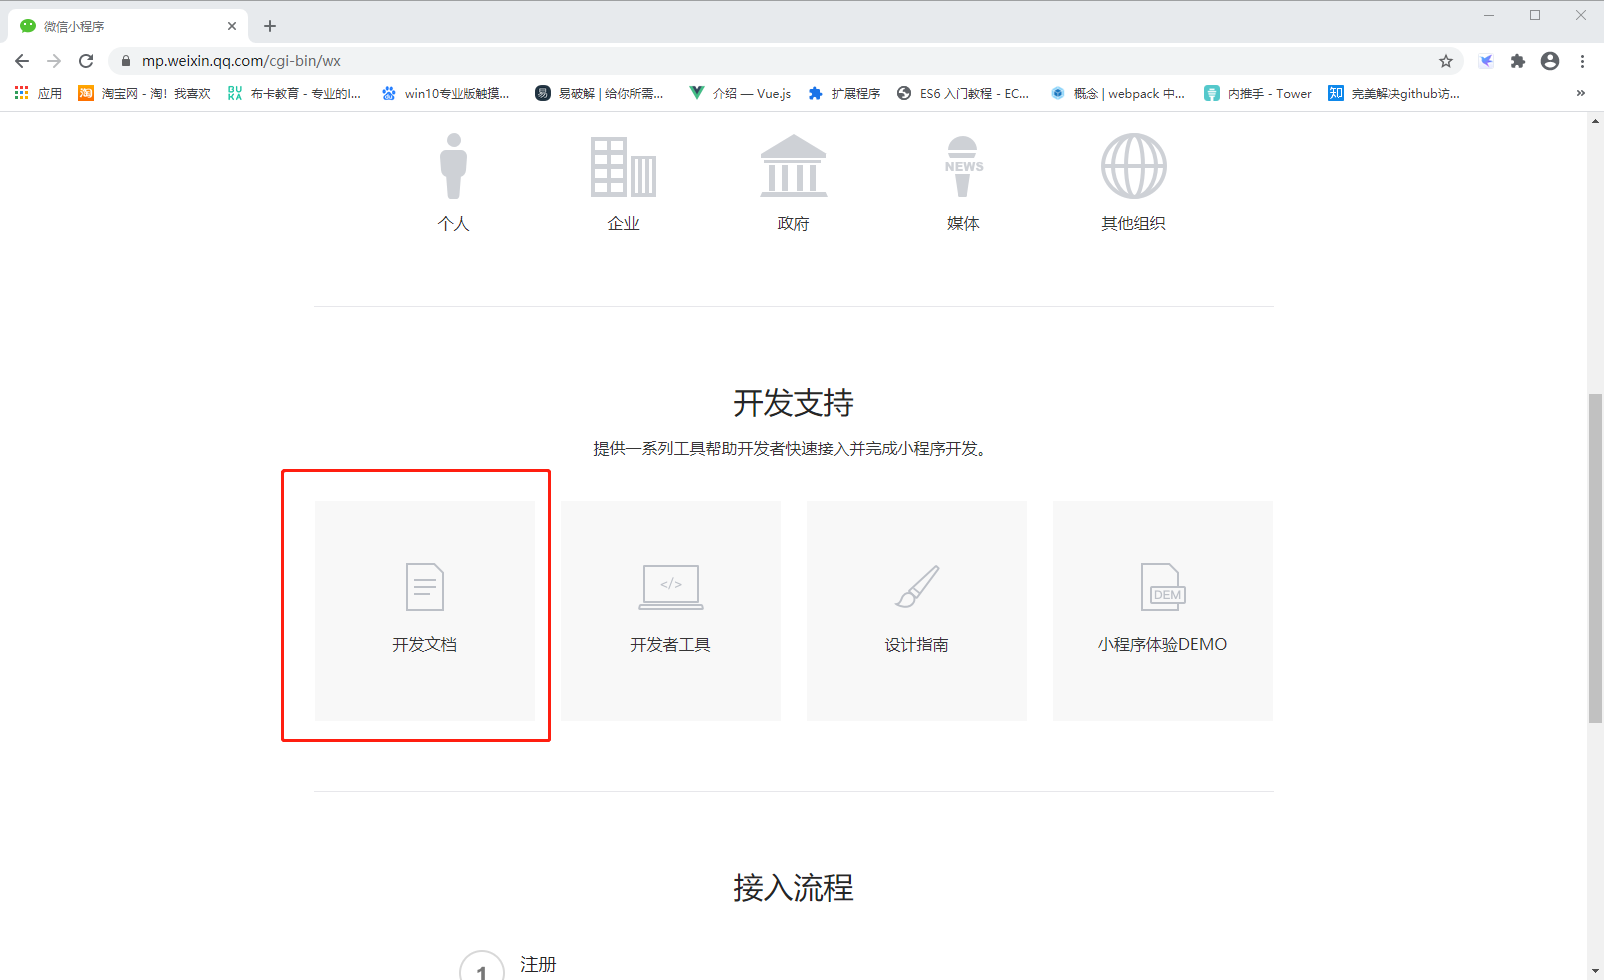 微信小程序
mp.weixin.qq.com/cgi-bin/wx
应用 淘宝网 - 淘！我喜欢 布卡教育 - 专业的I... win10专业版触摸... 易破解 | 给你所需... 介绍 — Vue.js 扩展程序 ES6 入门教程 - EC... 概念 | webpack 中... 内推手 - Tower 知 完美解决github访...
NEWS
个人 企业 政府 媒体 其他组织
开发支持
提供一系列工具帮助开发者快速接入并完成小程序开发。
</> DEM
开发文档 开发者工具 设计指南 小程序体验DEMO
接入流程
1 注册